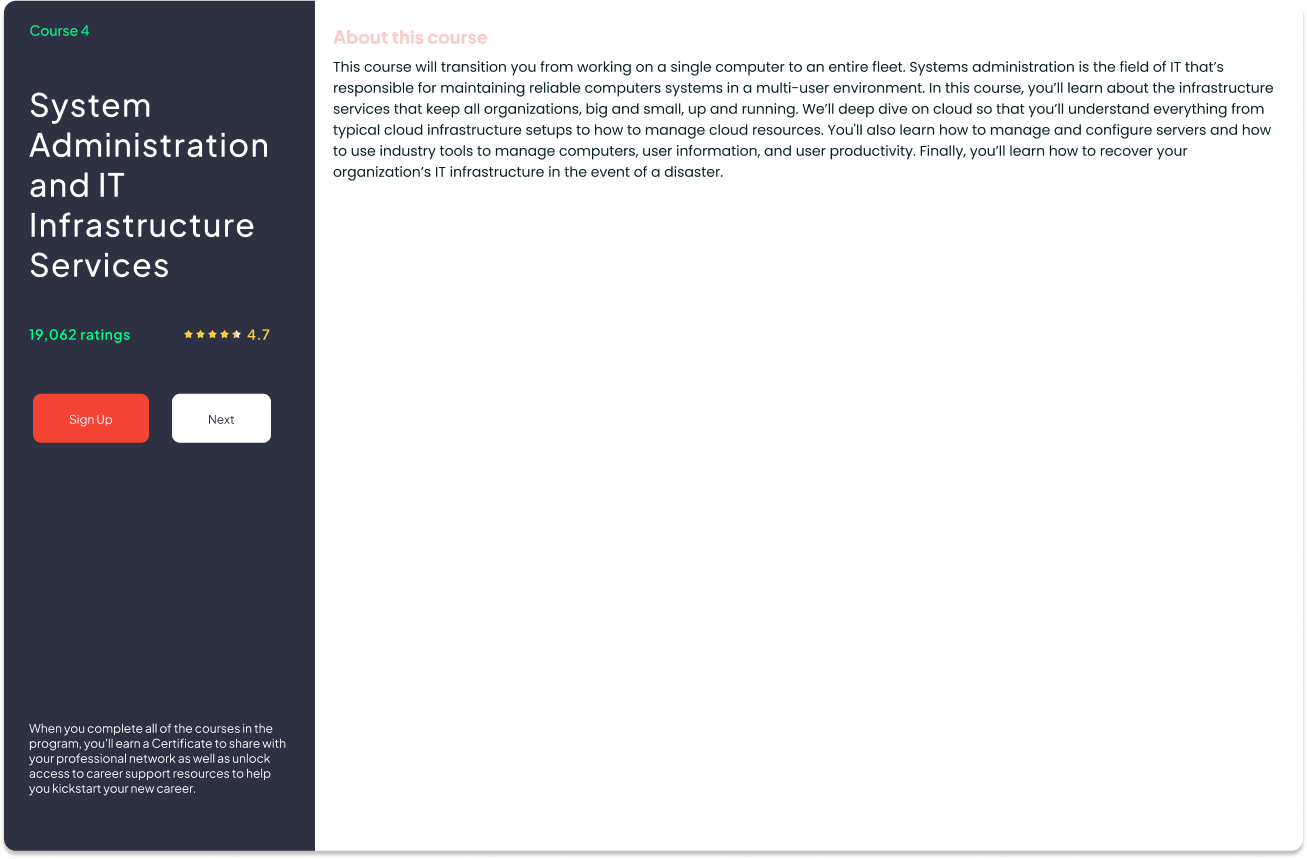 Course 4
System
Administration
and IT
Infrastructure
Services
19,062 ratings
4.7
Sign Up
Next
When you complete all of the courses in the
program, you'll earn a Certificate to share with
your professional network as well as unlock
access to career support resources to help
you kickstart your new career.
About this course
This course will transition you from working on a single computer to an entire fleet. Systems administration is the field of IT that’s
responsible for maintaining reliable computers systems in a multi-user environment. In this course, you’ll learn about the infrastructure
services that keep all organizations, big and small, up and running. We’ll deep dive on cloud so that you’ll understand everything from
typical cloud infrastructure setups to how to manage cloud resources. You'll also learn how to manage and configure servers and how
to use industry tools to manage computers, user information, and user productivity. Finally, you’ll learn how to recover your
organization’s IT infrastructure in the event of a disaster.